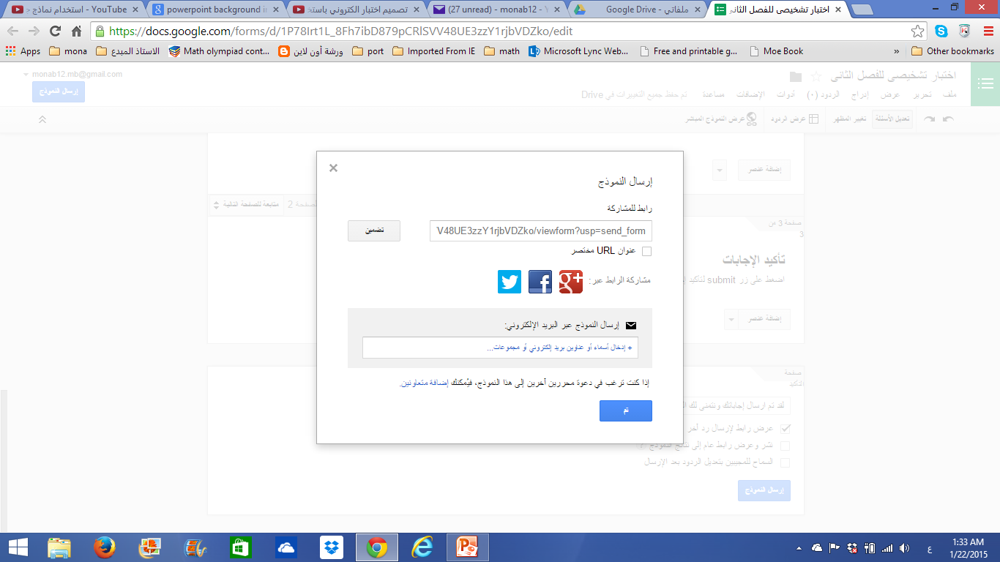 استخدام نماذج - YouTube
powerpoint background in
تصميم اختبار الكتروني باستخ
(27 unread) - monab12 - Y
ملفاتي - Google Drive
اختبار تشخيصى للفصل الثانى
https://docs.google.com/forms/d/1P78Irt1L_8Fh7ibD879pCRlSVV48UE3zzY1rjbVDZko/edit
Apps
mona
الاستاذ المبدع
Math olympiad cont...
ورشة أون لاين
port
Imported From IE
math
Microsoft Lync Web...
Free and printable g...
Moe Book
»
Other bookmarks
monab12.mb@gmail.com
اختبار تشخيصى للفصل الثانى
إرسال النموذج
ملف تحرير عرض إدراج الردود (٠) أدوات الإضافات مساعدة تم حفظ جميع التغييرات في Drive
تعديل الأسئلة تغيير المظهر عرض الردود عرض النموذج المباشر
إضافة عنصر
صفحة 2
متابعة للصفحة التالية
صفحة 3 من
3
تأكيد الإجابات
اضغط على زر submit لتأكيد
إضافة عنصر
صفحة
التأكيد
لقد تم ارسال إجاباتك ونتمنى لك
عرض رابط لإرسال رد آخر
نشر وعرض رابط عام إلى نتائج النموذج ?
السماح للمجيبين بتعديل الردود بعد الإرسال
إرسال النموذج
إرسال النموذج
رابط للمشاركة
V48UE3zzY1rjbVDZko/viewform?usp=send_form
تضمين
عنوان URL مختصر
مشاركة الرابط عبر:
إرسال النموذج عبر البريد الإلكتروني:
+ إدخال أسماء أو عناوين بريد إلكتروني أو مجموعات...
إذا كنت ترغب في دعوة محررين آخرين إلى هذا النموذج، فيُمكنك إضافة متعاونين.
تم
ع
1:33 AM
1/22/2015